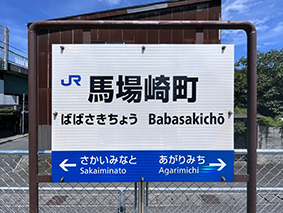 JR 馬場崎町
ばばさきちょう Babasakichō
さかいみなと あがりみち
Sakaiminato Agarimichi